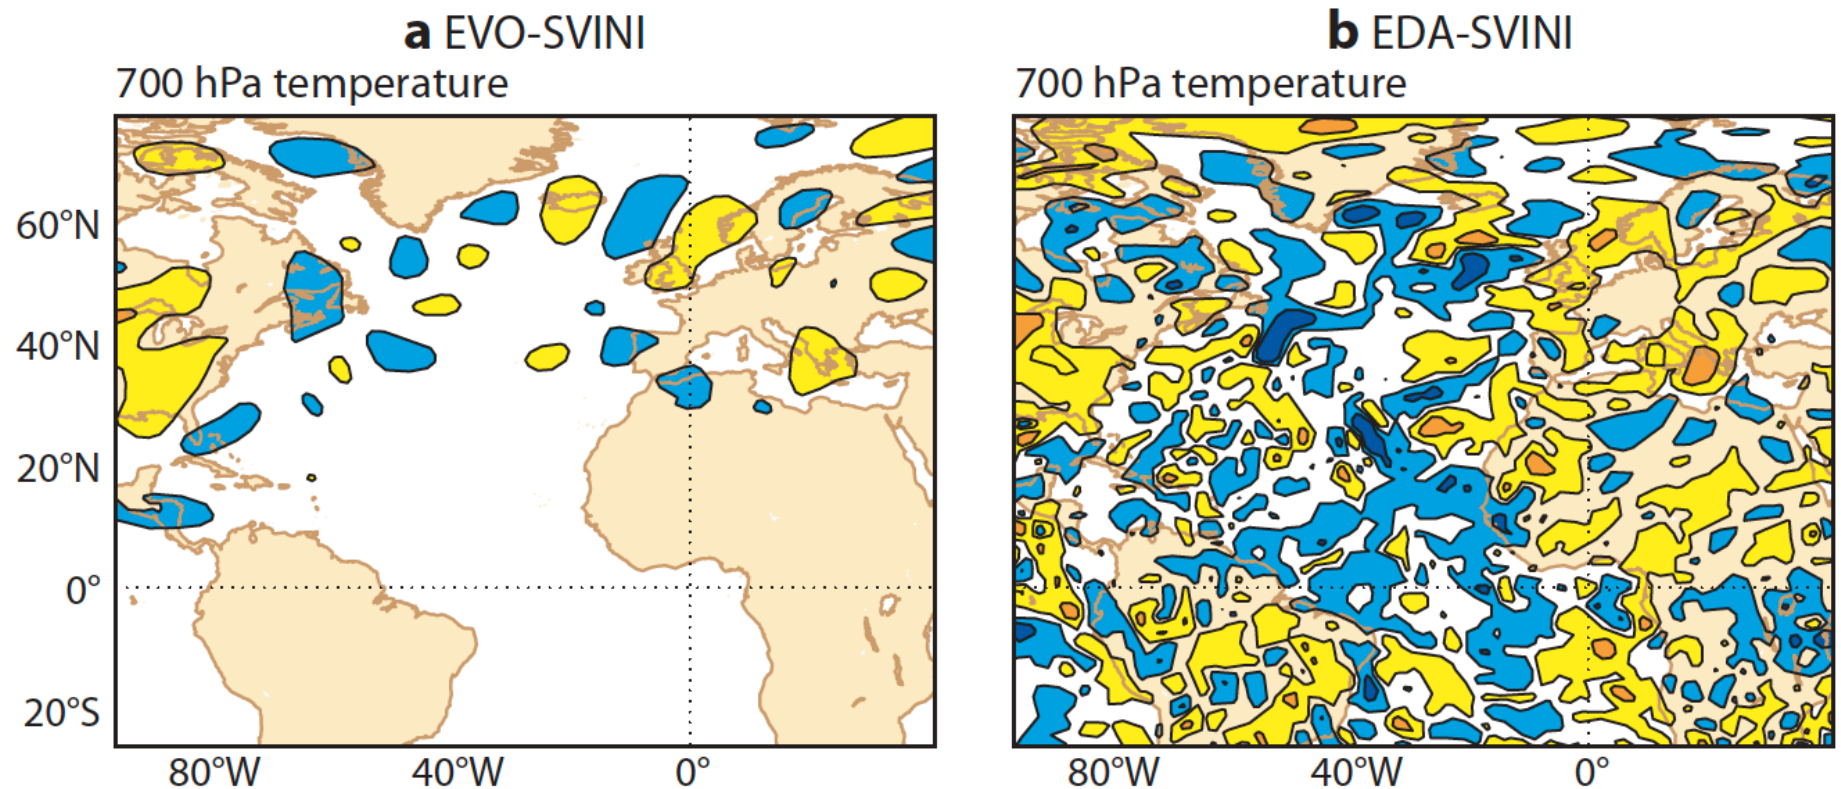 a EVO-SVINI
700 hPa temperature
60°N
40°N
20°N
0°
20°S
80°W 40°W 0°
b EDA-SVINI
700 hPa temperature
80°W 40°W 0°